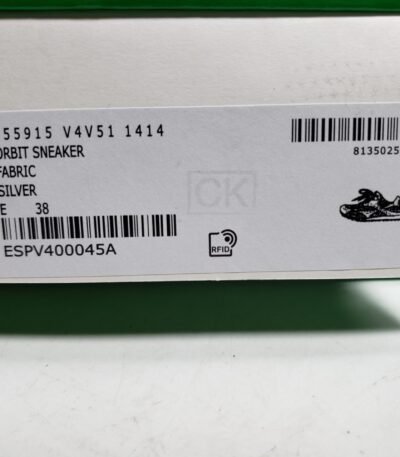 55915 V4V51 1414
ORBIT SNEAKER
FABRIC
SILVER
E 38
ESPV400045A
8135025
CK
RFID